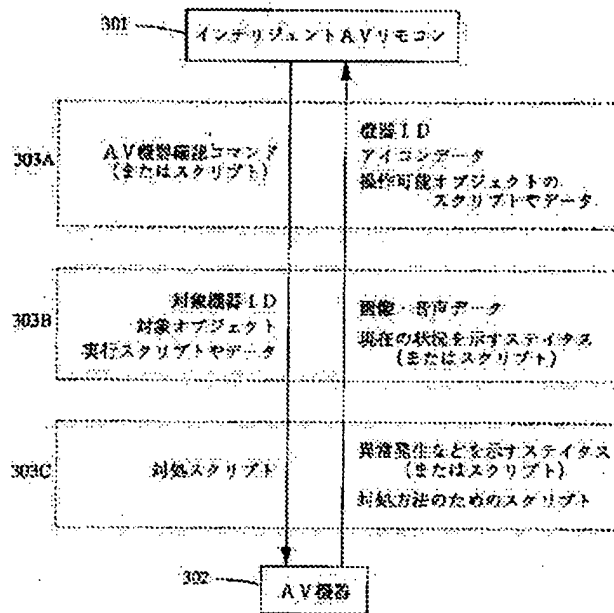 301
インテリジェントAVリモコン
303A
AV機器確認コマンド
(またはスクリプト)
機器ID
アイコンデータ
操作可能オブジェクトの
スクリプトやデータ
303B
対象機器ID
対象オブジェクト
実行スクリプトやデータ
画像・音声データ
現在の状況を示すステイタス
(またはスクリプト)
303C
対処スクリプト
異常発生などを示すステイタス
(またはスクリプト)
対処方法のためのスクリプト
302
AV機器